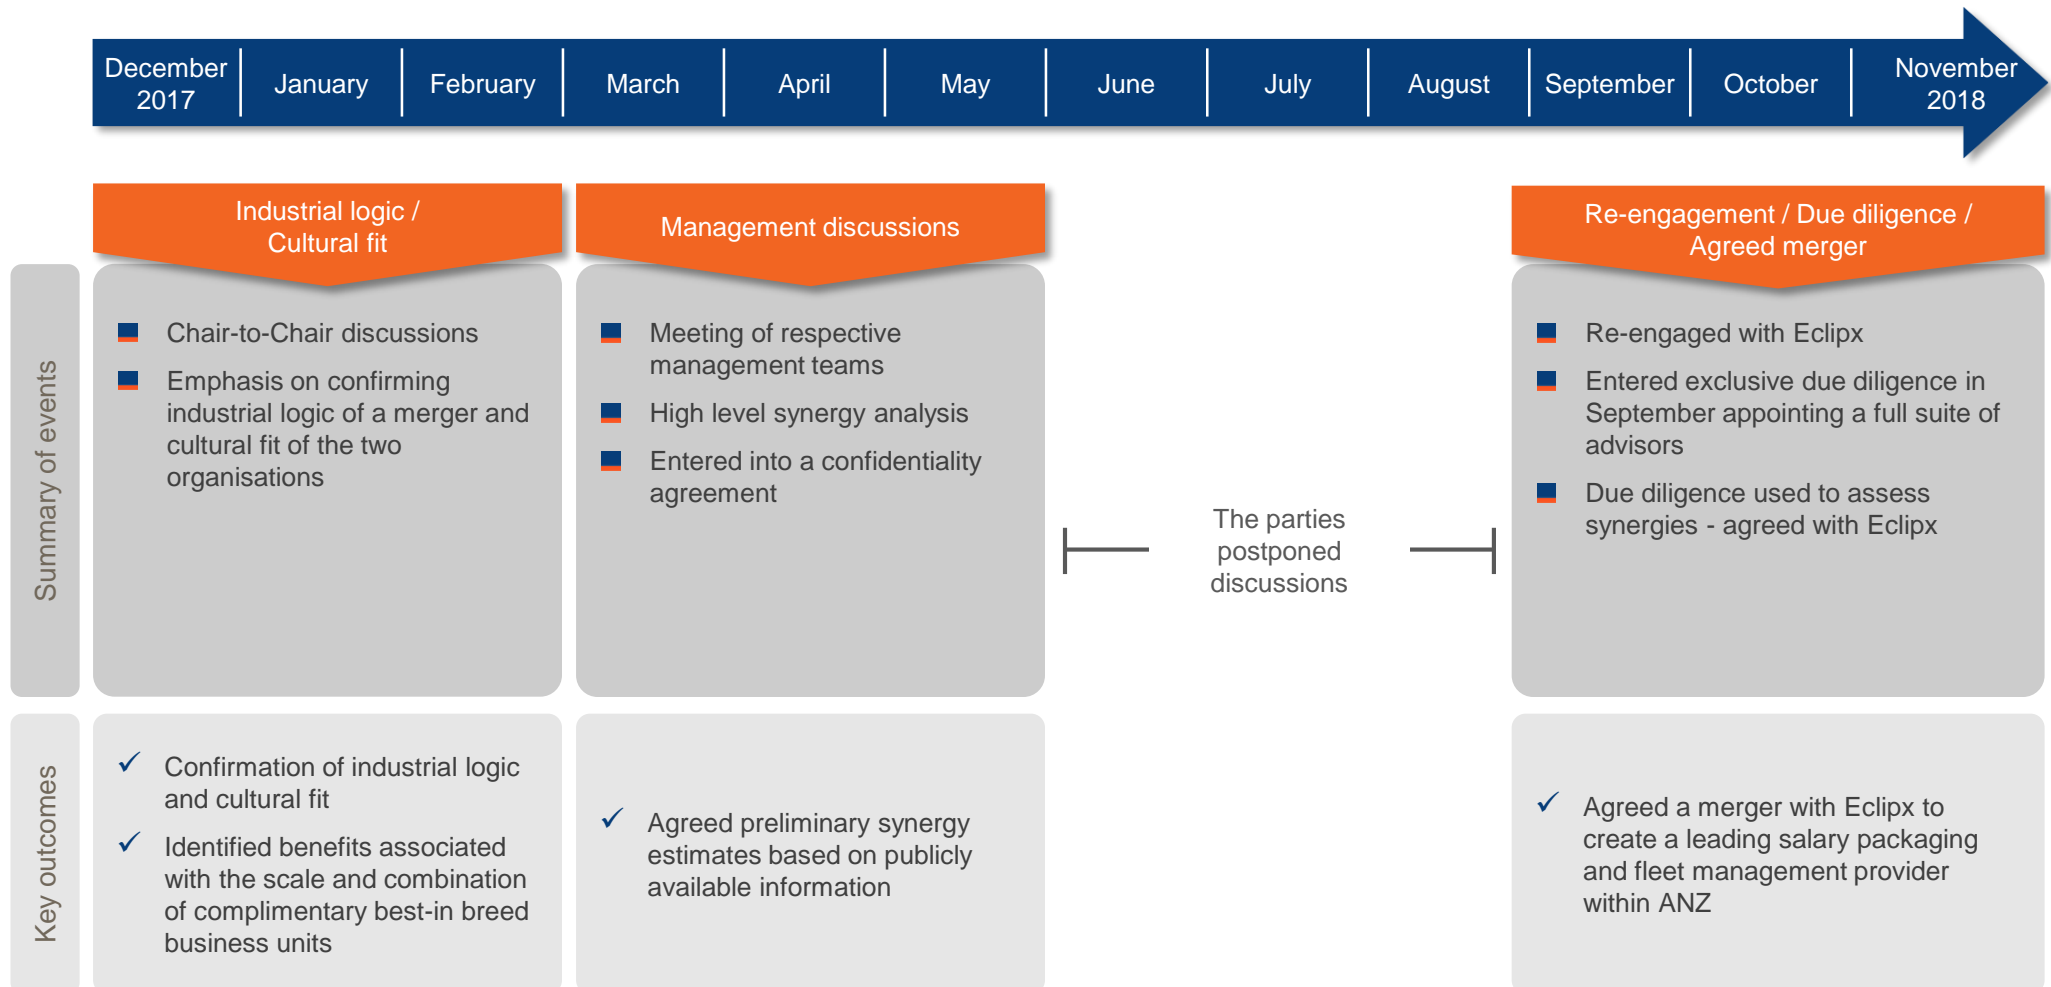 December
2017
January
February
March
April
May
June
July
August
September
October
November
2018
Industrial logic /
Cultural fit
Management discussions
Re-engagement / Due diligence /
Agreed merger
Summary of events
Chair-to-Chair discussions
Emphasis on confirming
industrial logic of a merger and
cultural fit of the two
organisations
Meeting of respective
management teams
High level synergy analysis
Entered into a confidentiality
agreement
The parties
postponed
discussions
Re-engaged with Eclipx
Entered exclusive due diligence in
September appointing a full suite of
advisors
Due diligence used to assess
synergies - agreed with Eclipx
Key outcomes
Confirmation of industrial logic
and cultural fit
Identified benefits associated
with the scale and combination
of complimentary best-in breed
business units
Agreed preliminary synergy
estimates based on publicly
available information
Agreed a merger with Eclipx to
create a leading salary packaging
and fleet management provider
within ANZ